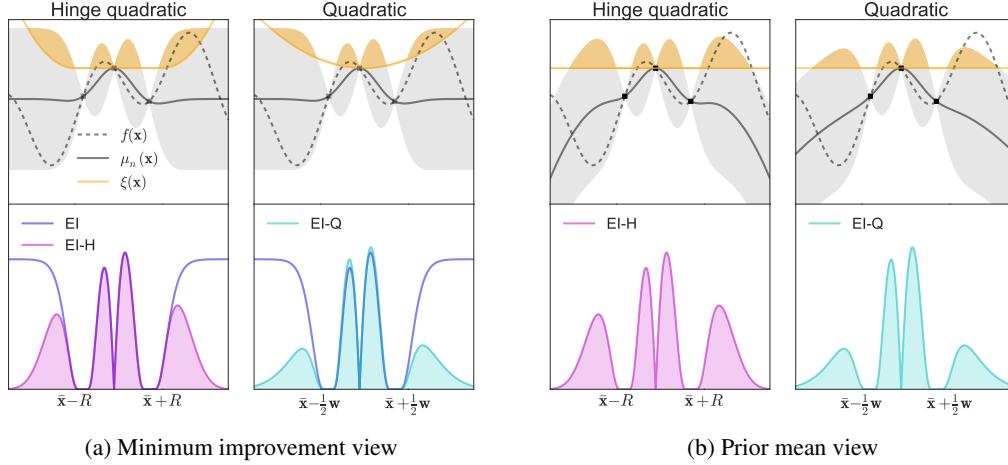 Hinge quadratic
Quadratic
Hinge quadratic
Quadratic
f(x)
μn(x)
ξ(x)
EI
EI-H
EI-Q
EI-H
EI-Q
x̄−R
x̄+R
x̄−½w
x̄+½w
x̄−R
x̄+R
x̄−½w
x̄+½w
(a) Minimum improvement view
(b) Prior mean view